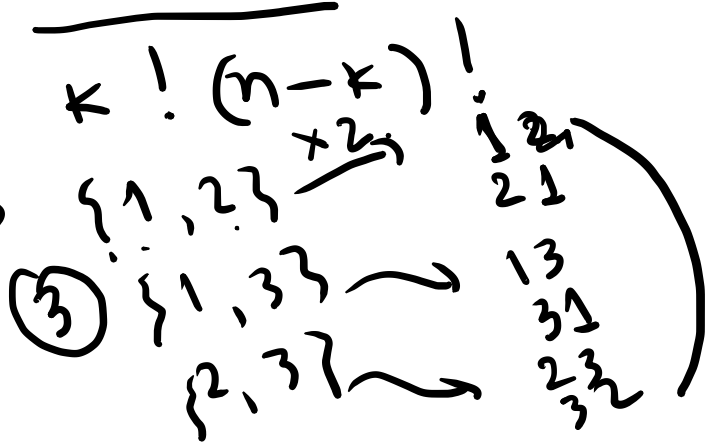 k! (n-k)!
×2
{1,2} 12
21
③ {1,3} → 13
31
{2,3} → 23
32